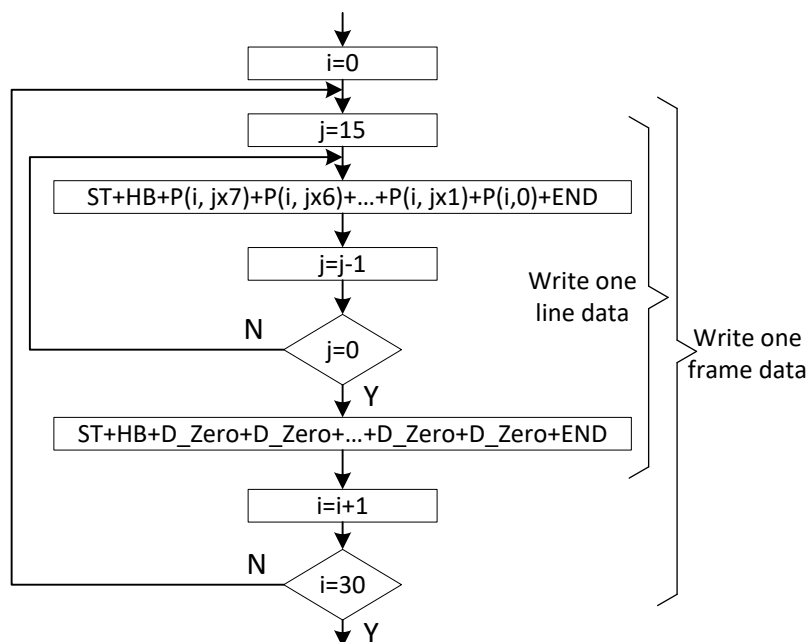 i=0
j=15
ST+HB+P(i, jx7)+P(i, jx6)+...+P(i, jx1)+P(i,0)+END
j=j-1
Write one
line data
N
j=0
Write one
frame data
Y
ST+HB+D_Zero+D_Zero+...+D_Zero+D_Zero+END
i=i+1
N
i=30
Y